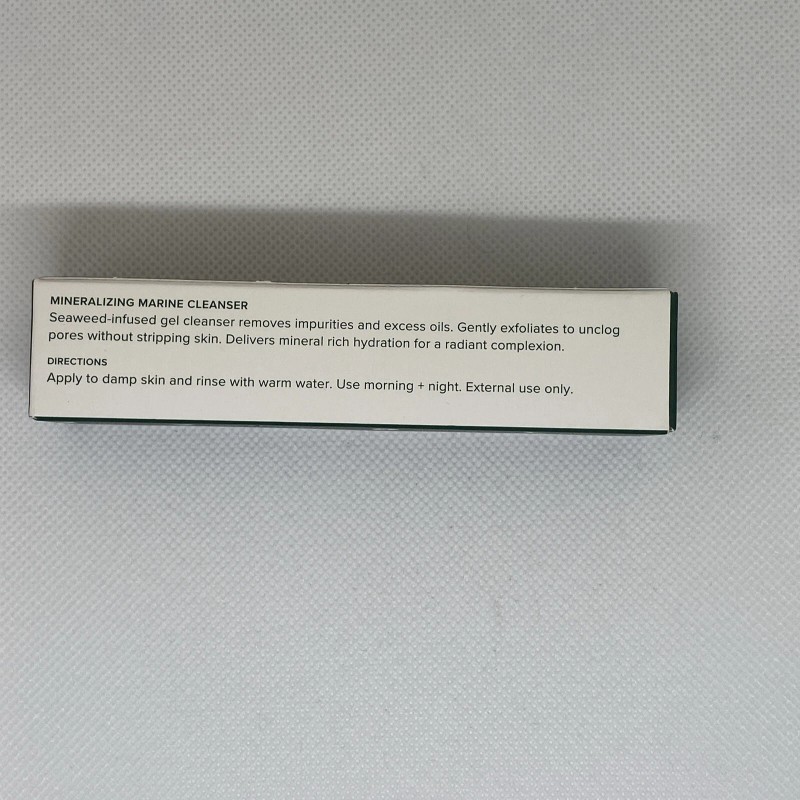 MINERALIZING MARINE CLEANSER
Seaweed-infused gel cleanser removes impurities and excess oils. Gently exfoliates to unclog
pores without stripping skin. Delivers mineral rich hydration for a radiant complexion.
DIRECTIONS
Apply to damp skin and rinse with warm water. Use morning + night. External use only.